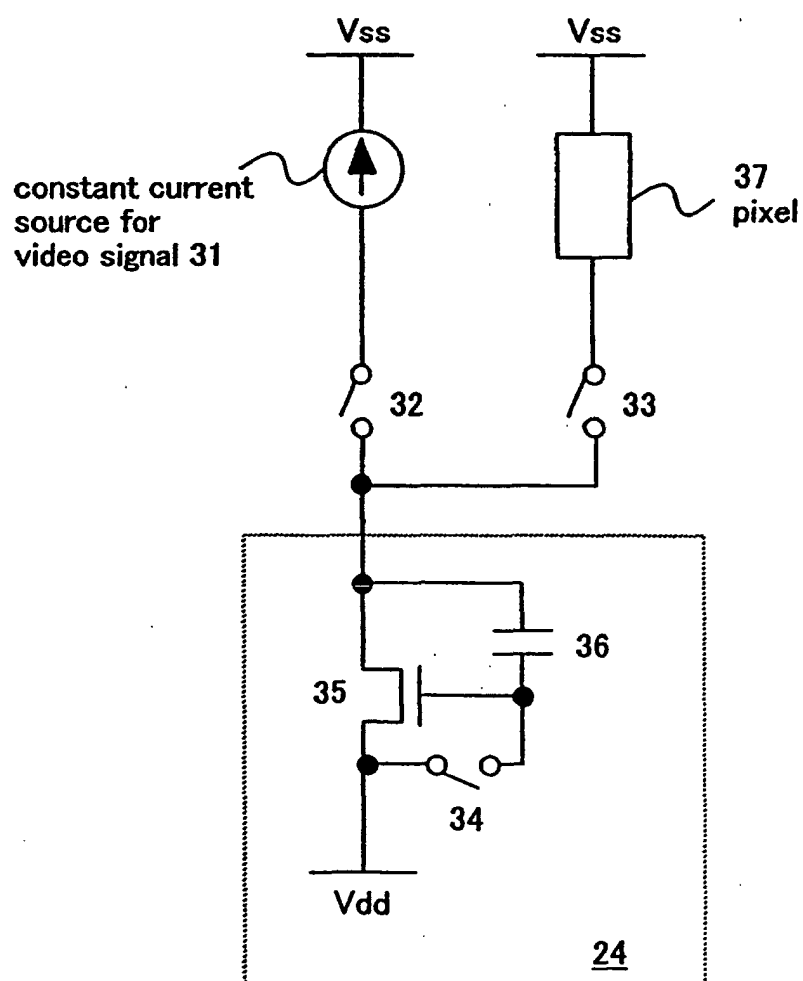 Vss
Vss
constant current
source for
video signal 31
37
pixel
32
33
36
35
34
Vdd
24